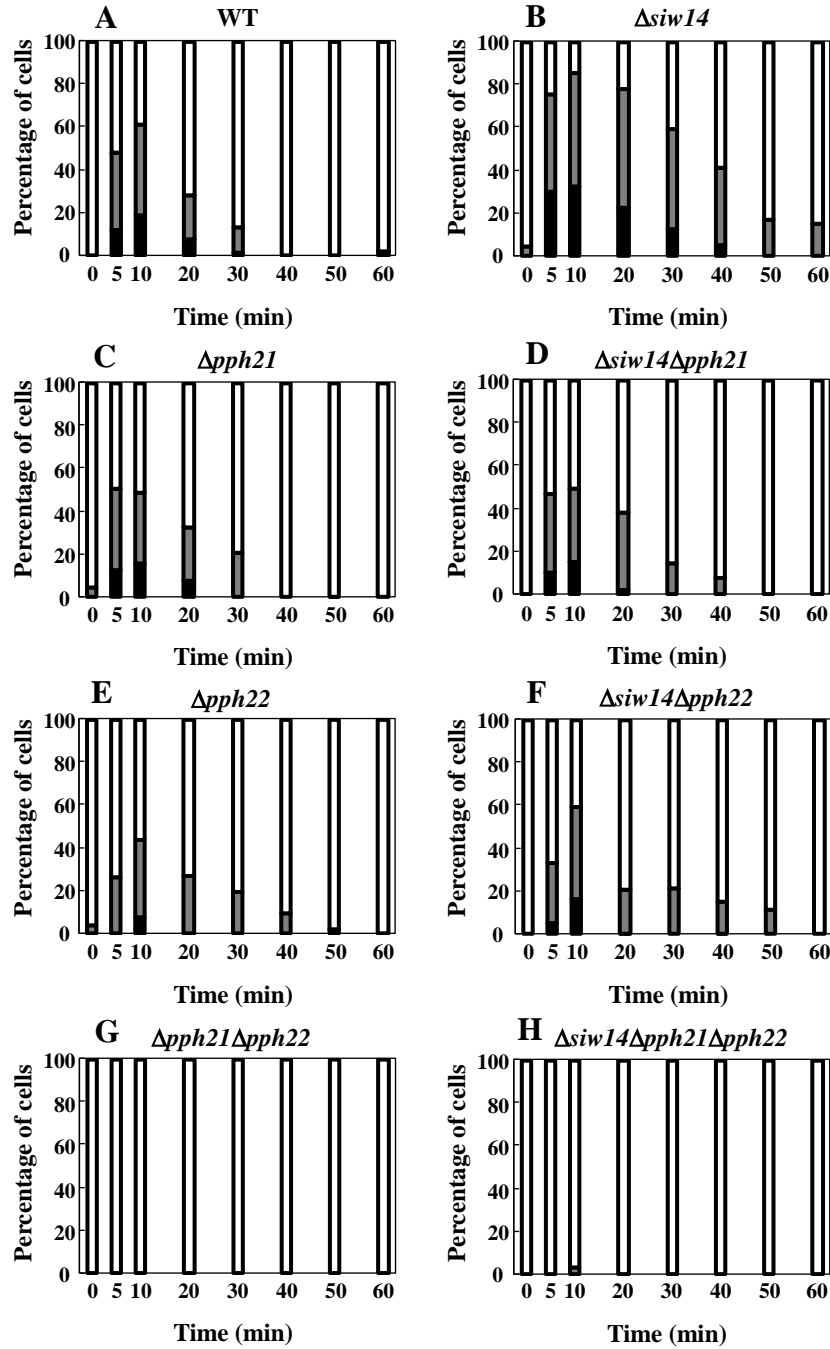 A WT
Percentage of cells
100
80
60
40
20
0
0 5 10 20 30 40 50 60
Time (min)
B Δsiw14
Percentage of cells
100
80
60
40
20
0
0 5 10 20 30 40 50 60
Time (min)
C Δpph21
Percentage of cells
100
80
60
40
20
0
0 5 10 20 30 40 50 60
Time (min)
D Δsiw14Δpph21
Percentage of cells
100
80
60
40
20
0
0 5 10 20 30 40 50 60
Time (min)
E Δpph22
Percentage of cells
100
80
60
40
20
0
0 5 10 20 30 40 50 60
Time (min)
F Δsiw14Δpph22
Percentage of cells
100
80
60
40
20
0
0 5 10 20 30 40 50 60
Time (min)
G Δpph21Δpph22
Percentage of cells
100
80
60
40
20
0
0 5 10 20 30 40 50 60
Time (min)
H Δsiw14Δpph21Δpph22
Percentage of cells
100
80
60
40
20
0
0 5 10 20 30 40 50 60
Time (min)